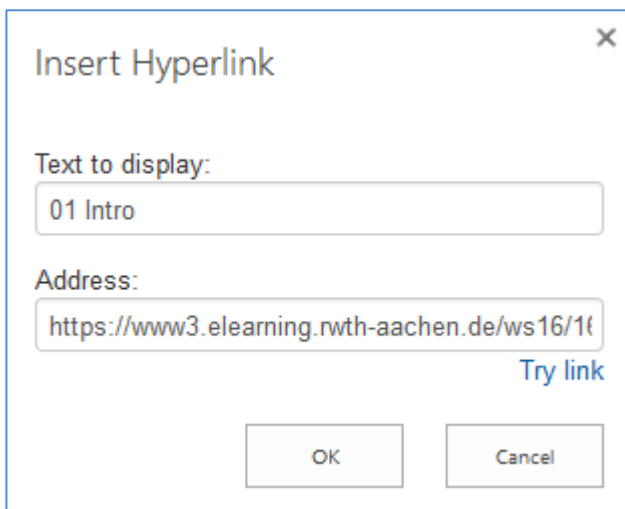 Insert Hyperlink
Text to display:
01 Intro
Address:
https://www3.elearning.rwth-aachen.de/ws16/16
Try link
OK
Cancel